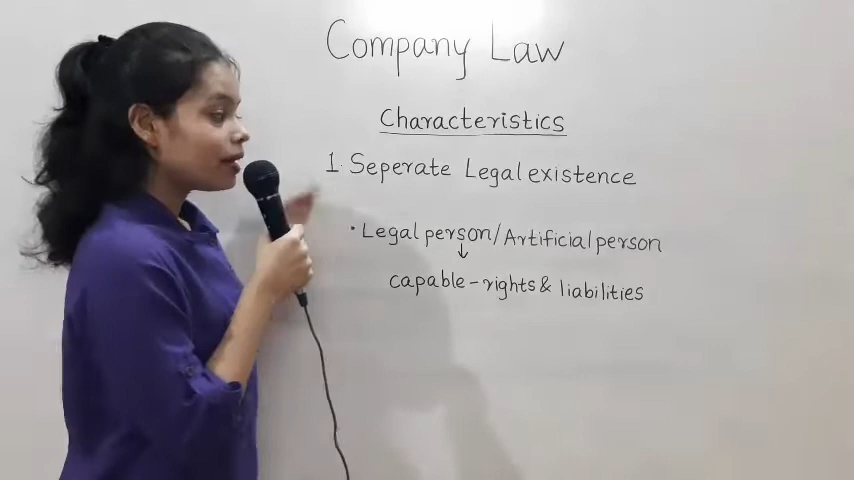 Company Law
Characteristics
1. Seperate Legal existence
• Legal person/Artificial person
↓
capable - rights & liabilities